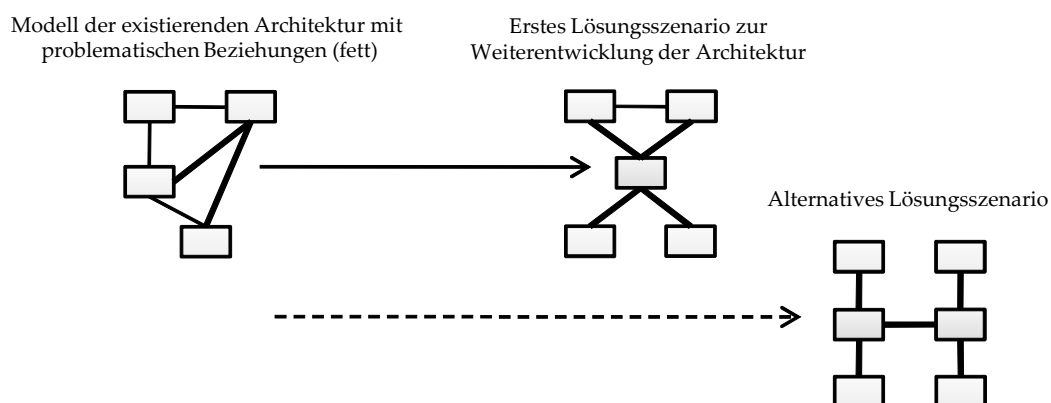 Modell der existierenden Architektur mit
problematischen Beziehungen (fett)
Erstes Lösungsszenario zur
Weiterentwicklung der Architektur
Alternatives Lösungsszenario